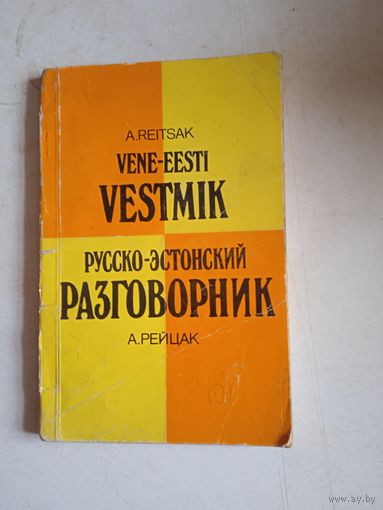 A.REITSAK
VENE-EESTI
VESTMIK
РУССКО-ЭСТОНСКИЙ
РАЗГОВОРНИК
А.РЕЙЦАК
www.ay.by